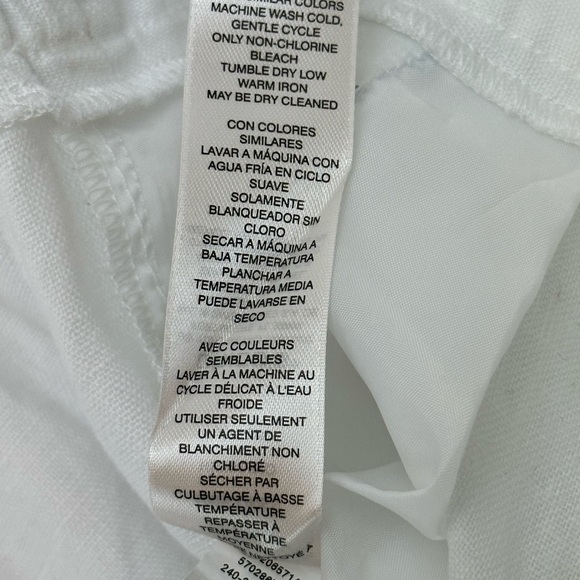 SIMILAR COLORS
MACHINE WASH COLD,
GENTLE CYCLE
ONLY NON-CHLORINE
BLEACH
TUMBLE DRY LOW
WARM IRON
MAY BE DRY CLEANED
CON COLORES
SIMILARES
LAVAR A MÁQUINA CON
AGUA FRÍA EN CICLO
SUAVE
SOLAMENTE
BLANQUEADOR SIN
CLORO
SECAR A MÁQUINA A
BAJA TEMPERATURA
PLANCHAR A
TEMPERATURA MEDIA
PUEDE LAVARSE EN
SECO
AVEC COULEURS
SEMBLABLES
LAVER À LA MACHINE AU
CYCLE DÉLICAT À L'EAU
FROIDE
UTILISER SEULEMENT
UN AGENT DE
BLANCHIMENT NON
CHLORÉ
SÉCHER PAR
CULBUTAGE À BASSE
TEMPÉRATURE
REPASSER À
TEMPÉRATURE
MOYENNE